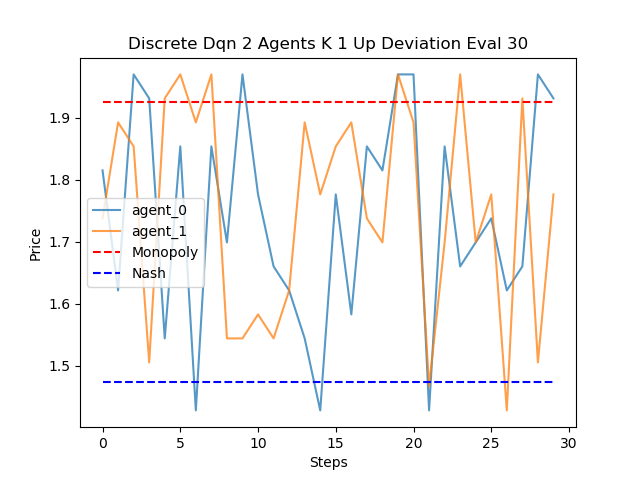 Discrete Dqn 2 Agents K 1 Up Deviation Eval 30
Price
1.9
1.8
1.7
1.6
1.5
agent_0
agent_1
Monopoly
Nash
0 5 10 15 20 25 30
Steps